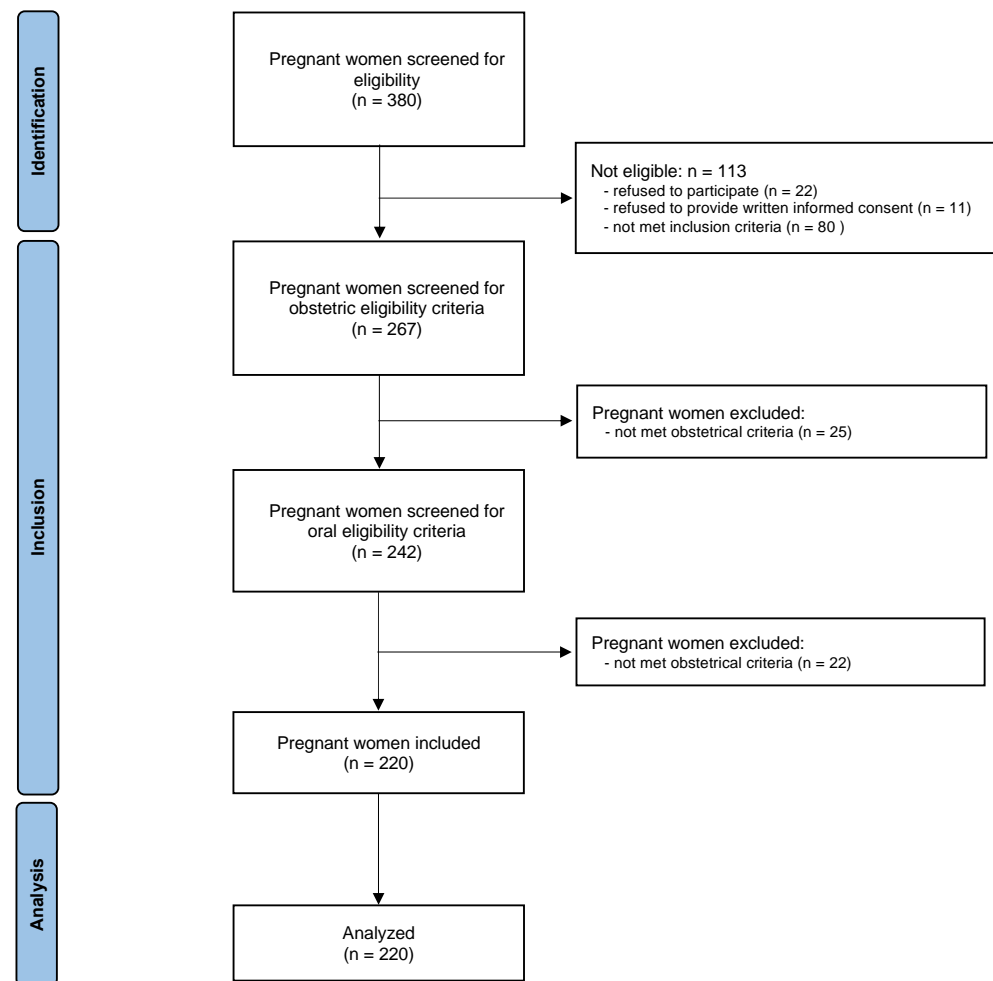 Identification
Pregnant women screened for
eligibility
(n = 380)
Not eligible: n = 113
- refused to participate (n = 22)
- refused to provide written informed consent (n = 11)
- not met inclusion criteria (n = 80 )
Inclusion
Pregnant women screened for
obstetric eligibility criteria
(n = 267)
Pregnant women excluded:
- not met obstetrical criteria (n = 25)
Pregnant women screened for
oral eligibility criteria
(n = 242)
Pregnant women excluded:
- not met obstetrical criteria (n = 22)
Pregnant women included
(n = 220)
Analysis
Analyzed
(n = 220)